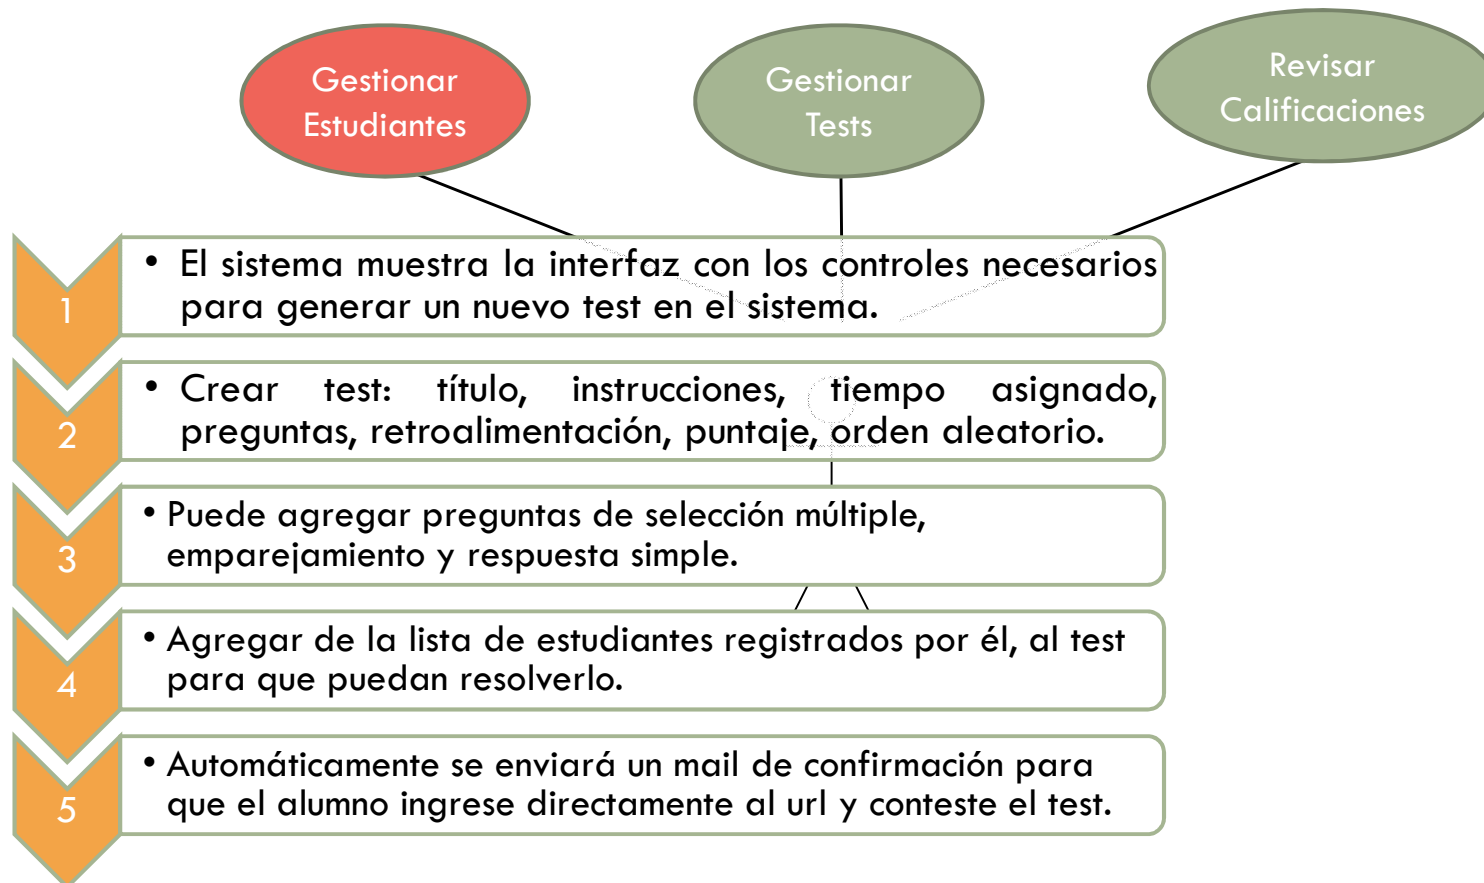 Gestionar
Estudiantes
Gestionar
Tests
Revisar
Calificaciones
1
• El sistema muestra la interfaz con los controles necesarios
para generar un nuevo test en el sistema.
2
• Crear test: título, instrucciones, tiempo asignado,
preguntas, retroalimentación, puntaje, orden aleatorio.
3
• Puede agregar preguntas de selección múltiple,
emparejamiento y respuesta simple.
4
• Agregar de la lista de estudiantes registrados por él, al test
para que puedan resolverlo.
5
• Automáticamente se enviará un mail de confirmación para
que el alumno ingrese directamente al url y conteste el test.